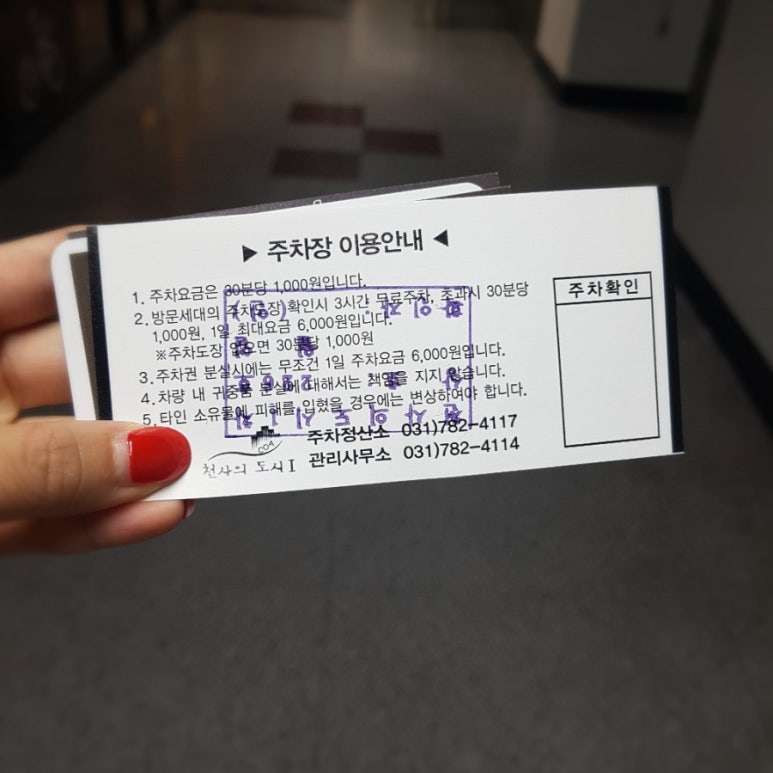 ▶ 주차장 이용안내 ◀
1. 주차요금은 30분당 1,000원입니다.
2. 방문세대의 주차도장 확인시 3시간 무료주차, 초과시 30분당
1,000원, 1일 최대요금 6,000원입니다.
※주차도장 없으면 30분당 1,000원
3. 주차권 분실시에는 무조건 1일 주차요금 6,000원입니다.
4. 차량 내 귀중품 분실에 대해서는 책임을 지지 않습니다.
5. 타인 소유물에 피해를 입혔을 경우에는 변상하여야 합니다.
주차확인
COA
천사의 도시 I
주차정산소 031)782-4117
관리사무소 031)782-4114